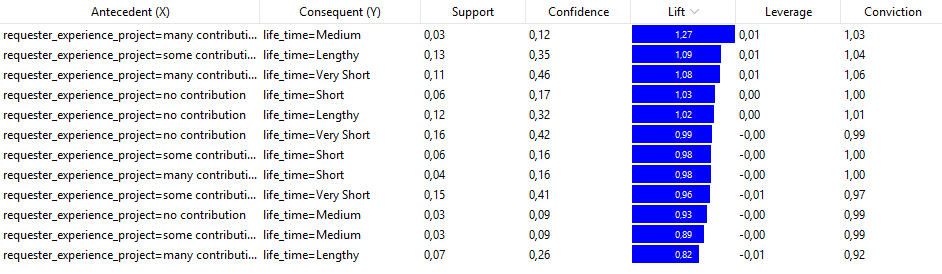 Antecedent (X) Consequent (Y) Support Confidence Lift Leverage Conviction
requester_experience_project=many contributi... life_time=Medium 0,03 0,12 1,27 0,01 1,03
requester_experience_project=some contributi... life_time=Lengthy 0,13 0,35 1,09 0,01 1,04
requester_experience_project=many contributi... life_time=Very Short 0,11 0,46 1,08 0,01 1,06
requester_experience_project=no contribution life_time=Short 0,06 0,17 1,03 0,00 1,00
requester_experience_project=no contribution life_time=Lengthy 0,12 0,32 1,02 0,00 1,01
requester_experience_project=no contribution life_time=Very Short 0,16 0,42 0,99 -0,00 0,99
requester_experience_project=some contributi... life_time=Short 0,06 0,16 0,98 -0,00 1,00
requester_experience_project=many contributi... life_time=Short 0,04 0,16 0,98 -0,00 1,00
requester_experience_project=some contributi... life_time=Very Short 0,15 0,41 0,96 -0,01 0,97
requester_experience_project=no contribution life_time=Medium 0,03 0,09 0,93 -0,00 0,99
requester_experience_project=some contributi... life_time=Medium 0,03 0,09 0,89 -0,00 0,99
requester_experience_project=many contributi... life_time=Lengthy 0,07 0,26 0,82 -0,01 0,92